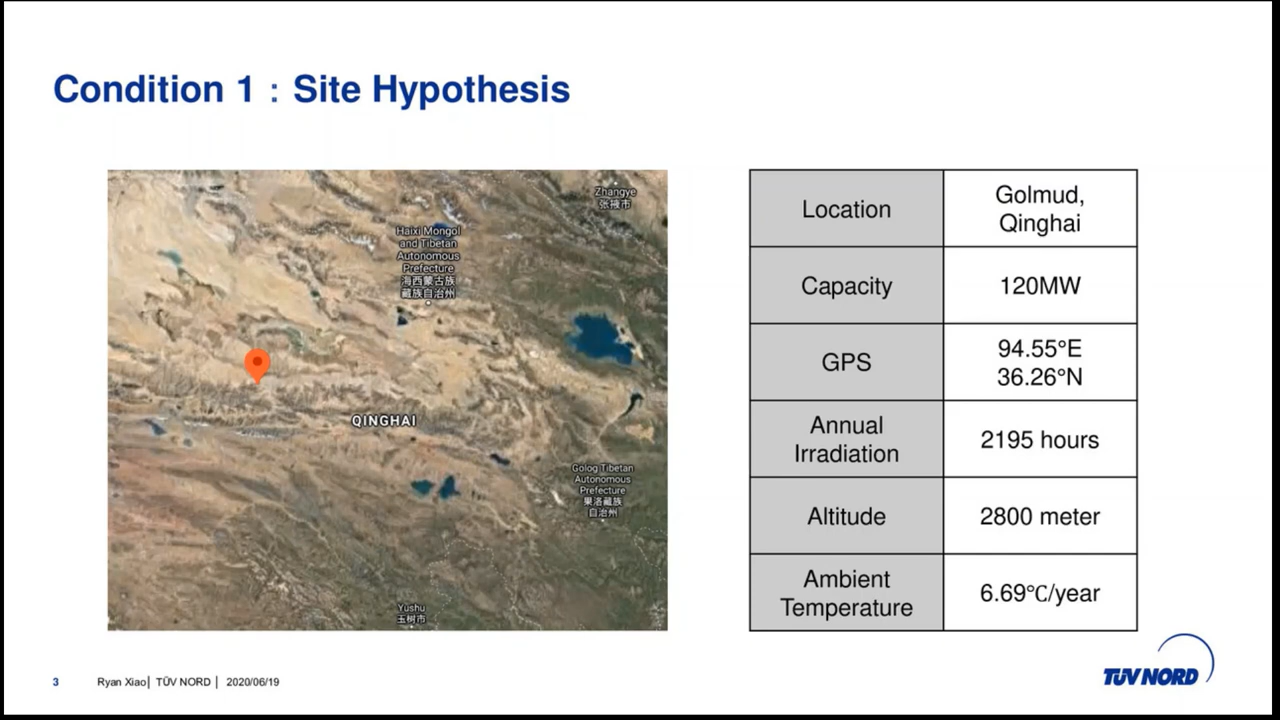 Condition 1：Site Hypothesis
Zhangye
张掖市
Haixi Mongol
and Tibetan
Autonomous
Prefecture
海西蒙古族
藏族自治州
QINGHAI
Golog Tibetan
Autonomous
Prefecture
果洛藏族
自治州
Yushu
玉树市
Location
Golmud,
Qinghai
Capacity
120MW
GPS
94.55°E
36.26°N
Annual
Irradiation
2195 hours
Altitude
2800 meter
Ambient
Temperature
6.69℃/year
3 Ryan Xiao| TÜV NORD | 2020/06/19
TÜV NORD